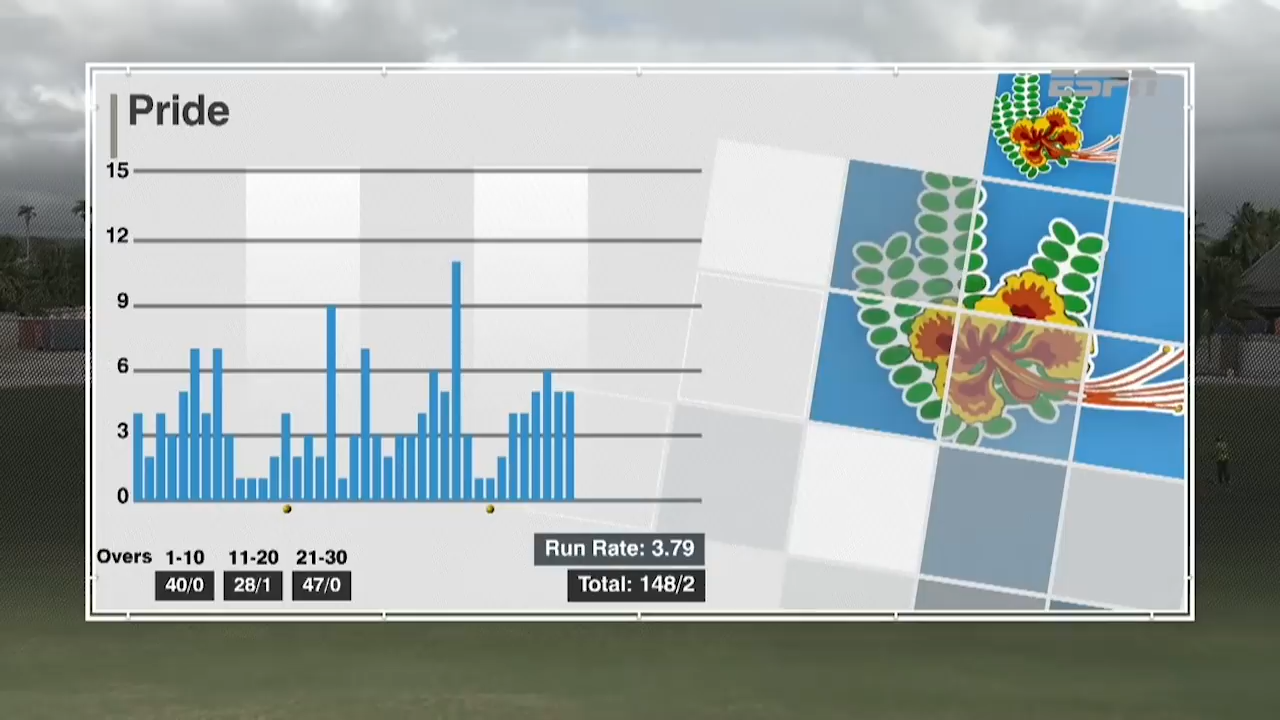 ESPN
Pride
15
12
9
6
3
0
Overs 1-10 11-20 21-30
40/0 28/1 47/0
Run Rate: 3.79
Total: 148/2